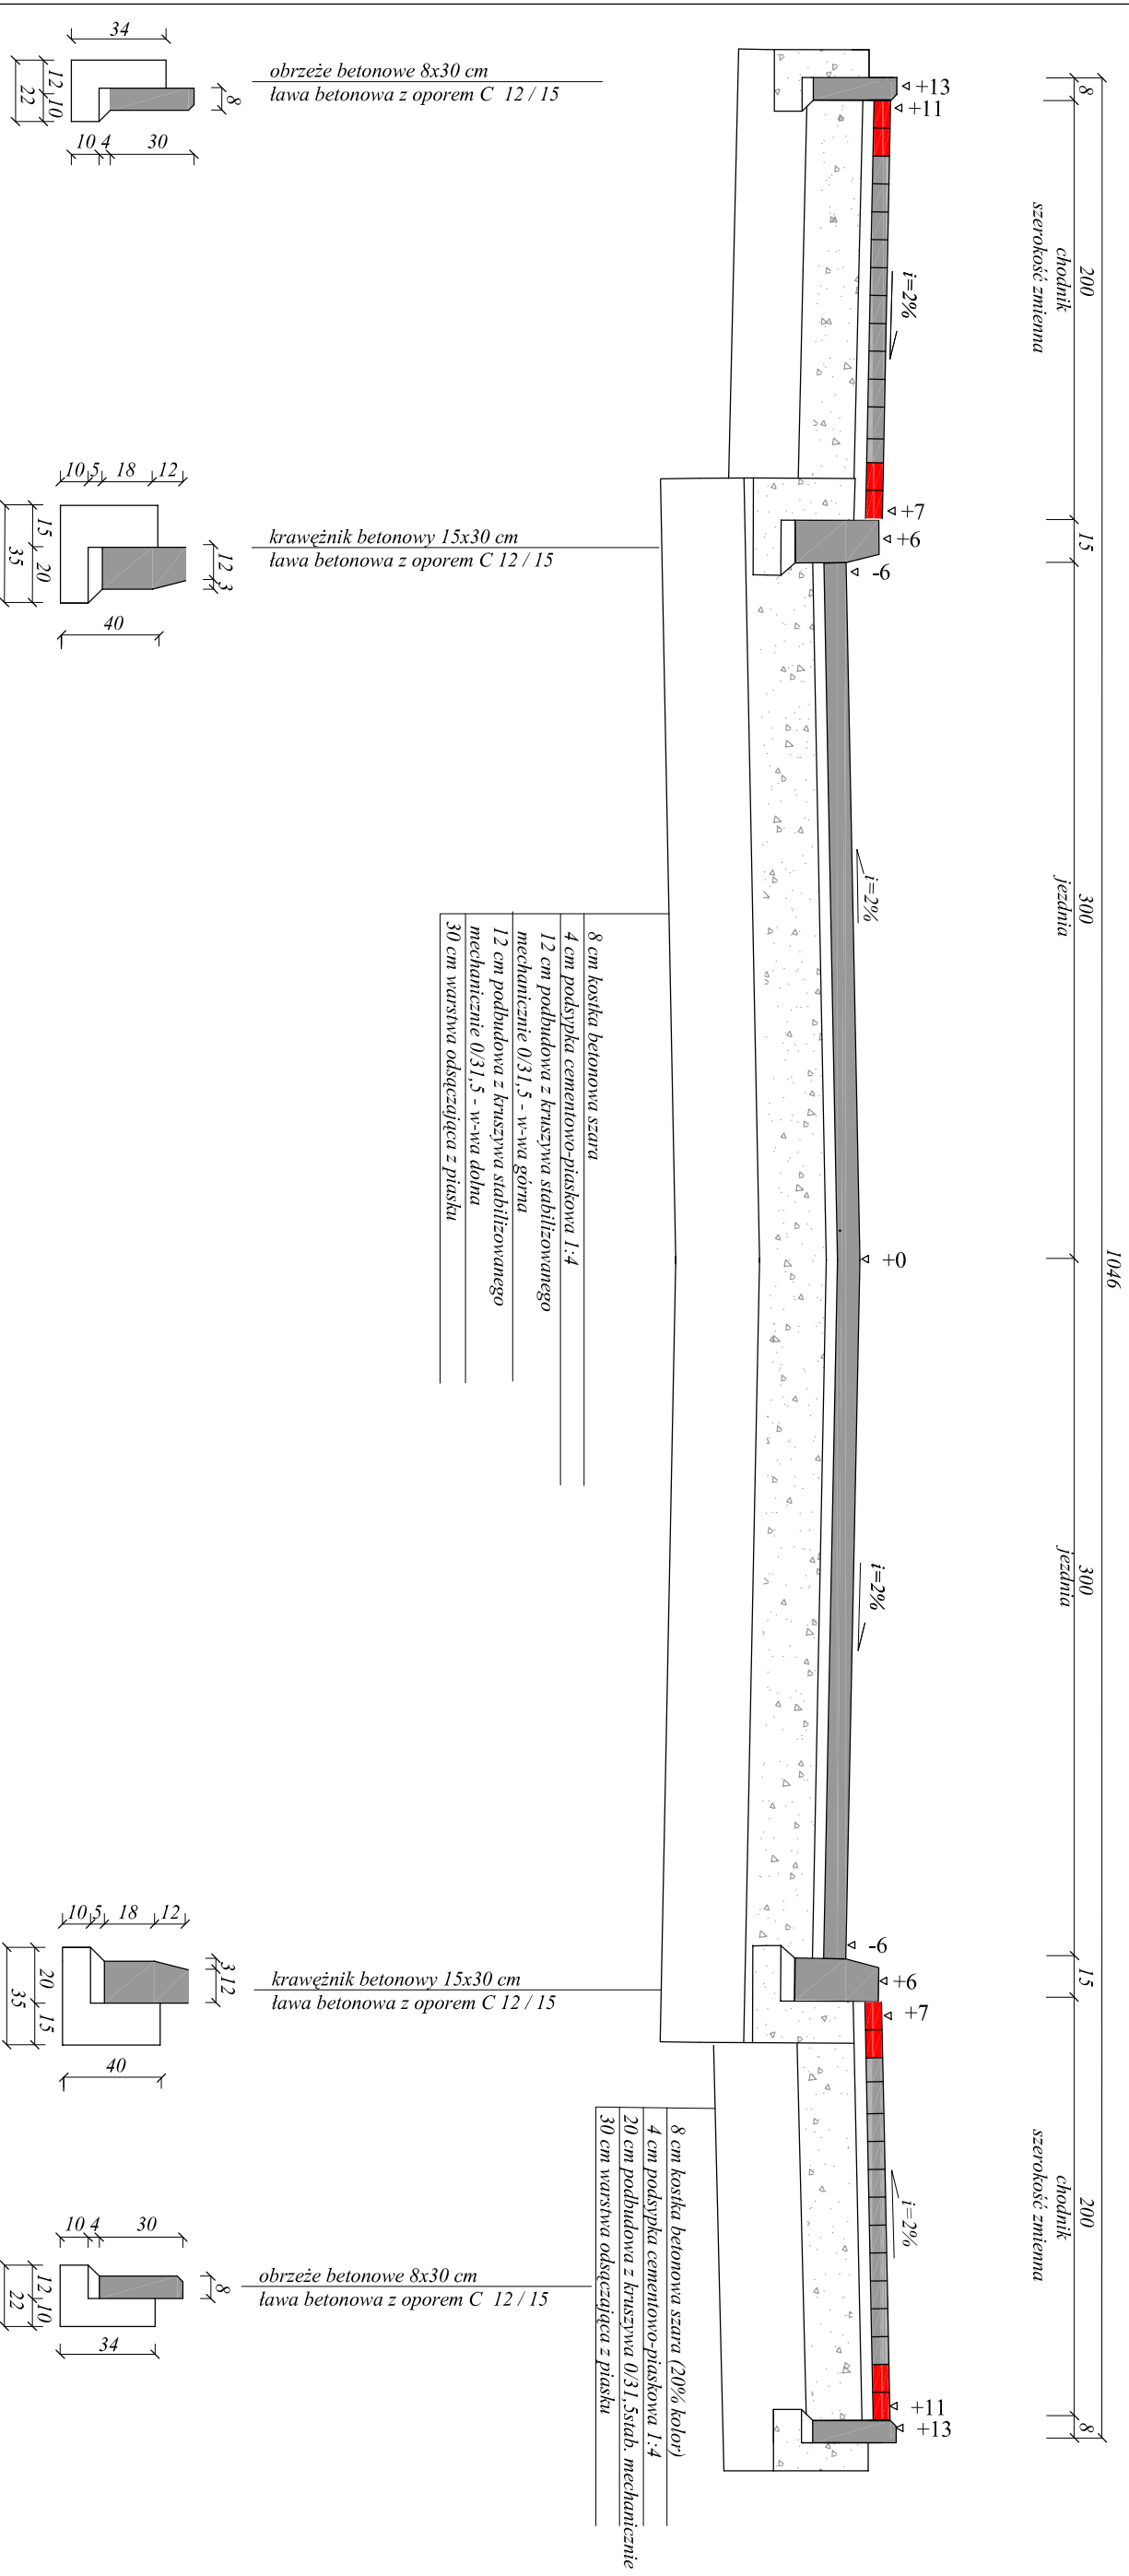 1046
8
200
chodnik
szerokość zmienna
15
300
jezdnia
300
jezdnia
15
200
chodnik
szerokość zmienna
8
+13
+11
i=2%
+7
+6
-6
i=2%
+0
i=2%
-6
+6
+7
i=2%
+11
+13
8 cm kostka betonowa szara
4 cm podsypka cementowo-piaskowa 1:4
12 cm podbudowa z kruszywa stabilizowanego
mechanicznie 0/31,5 - w-wa górna
12 cm podbudowa z kruszywa stabilizowanego
mechanicznie 0/31,5 - w-wa dolna
30 cm warstwa odsączająca z piasku
8 cm kostka betonowa szara (20% kolor)
4 cm podsypka cementowo-piaskowa 1:4
20 cm podbudowa z kruszywa 0/31,5stab. mechanicznie
30 cm warstwa odsączająca z piasku
obrzeże betonowe 8x30 cm
ława betonowa z oporem C 12 / 15
34
12 10
22
8
10 4 30
krawężnik betonowy 15x30 cm
ława betonowa z oporem C 12 / 15
10 5 18 12
15 20
35
12 3
40
krawężnik betonowy 15x30 cm
ława betonowa z oporem C 12 / 15
10 5 18 12
3 12
20 15
35
40
obrzeże betonowe 8x30 cm
ława betonowa z oporem C 12 / 15
10 4 30
8
12 10
22
34